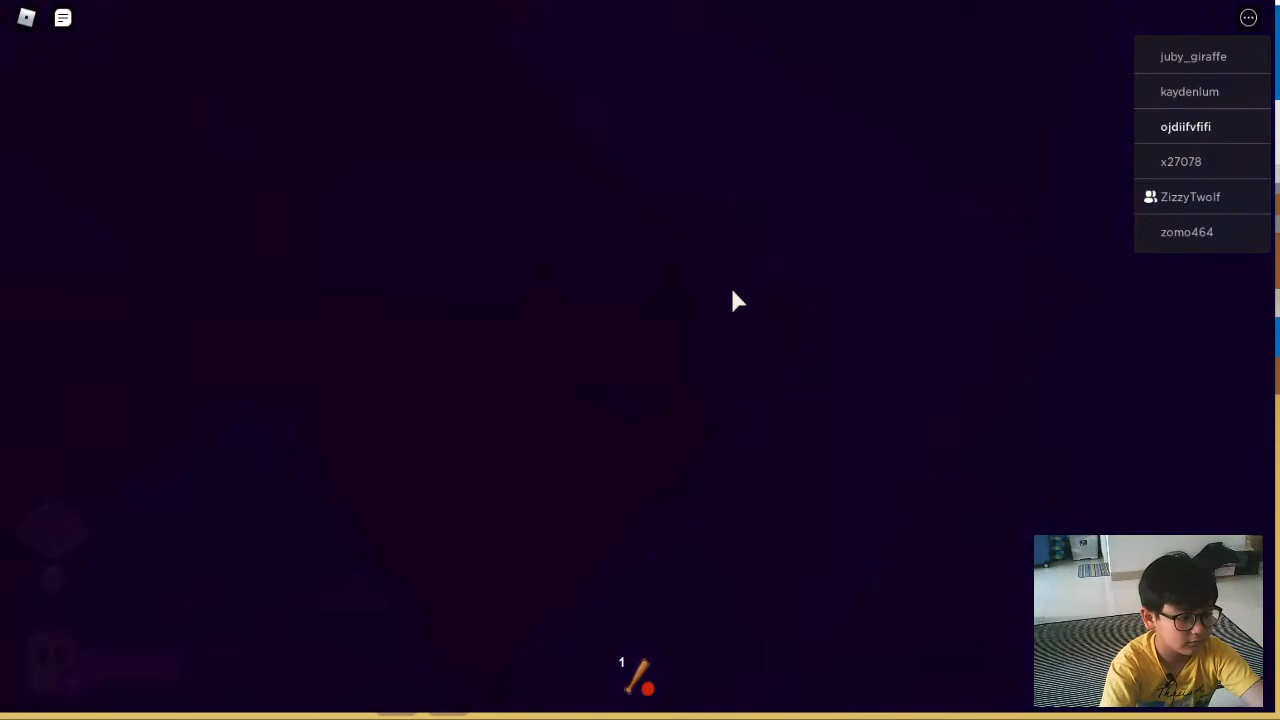 juby_giraffe
kaydenlum
ojdiifvfifi
x27078
ZizzyTwolf
zomo464
1